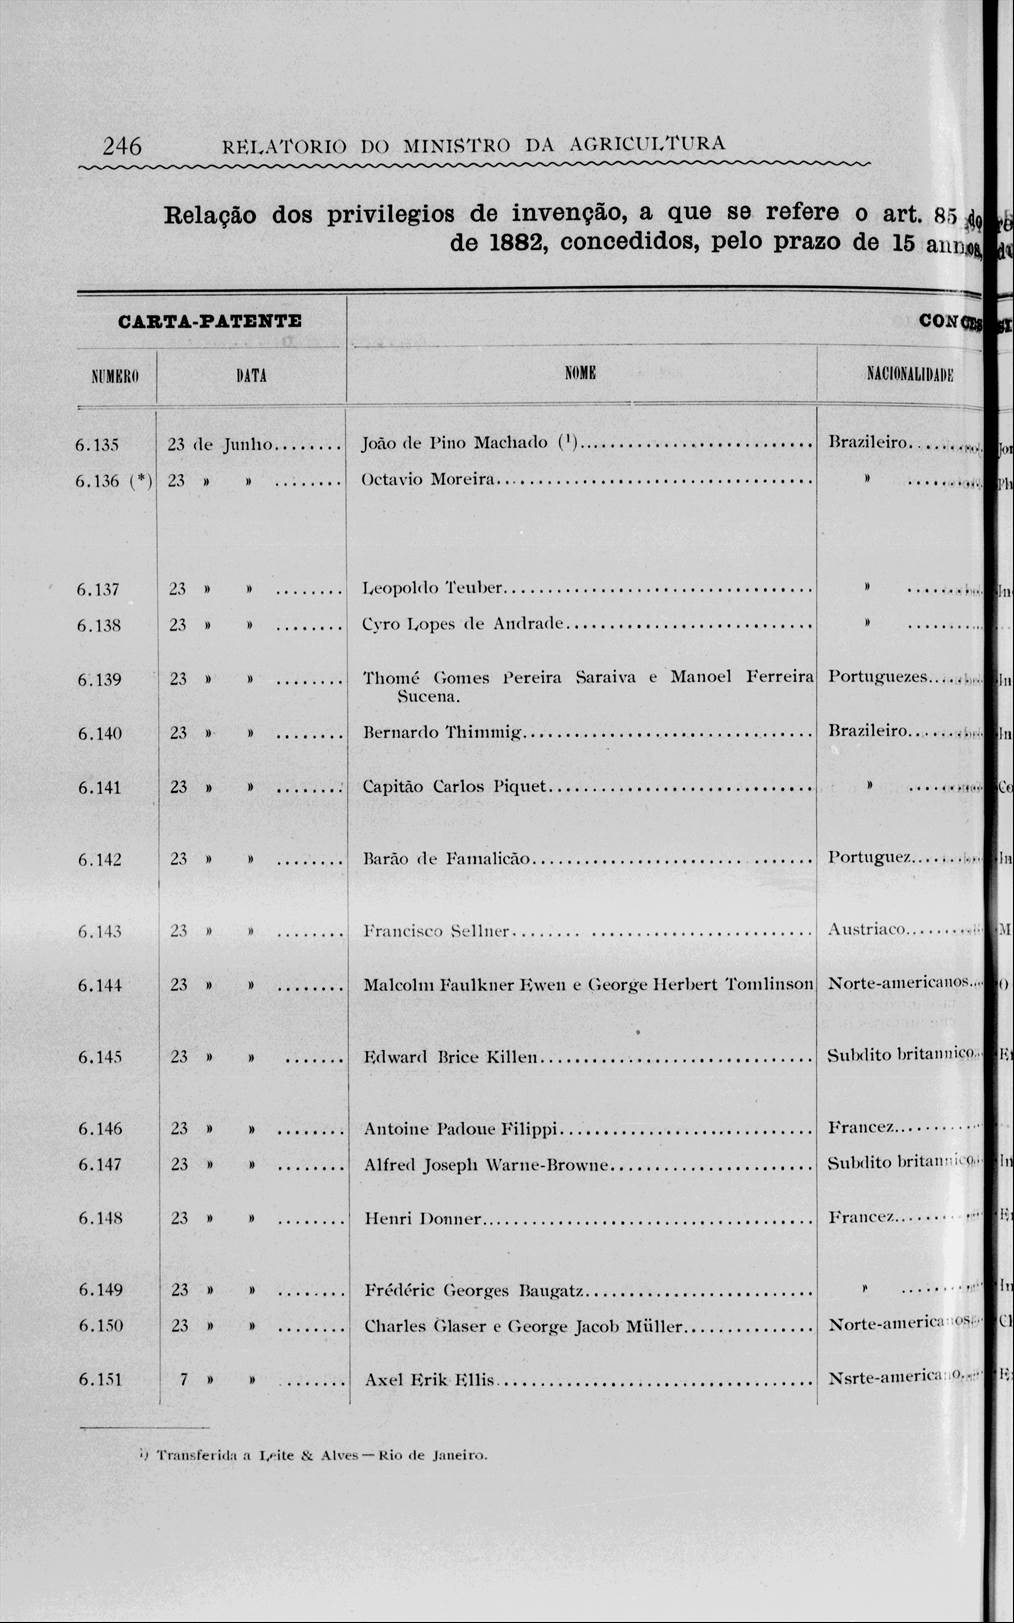 246 RELATORIO DO MINISTRO DA AGRICULTURA
Relação dos privilegios de invenção, a que se refere o art. 85 do
de 1882, concedidos, pelo prazo de 15 annos,
CARTA-PATENTE CONCES
NUMERO DATA NOME NACIONALIDADE
6.135 23 de Junho........ João de Pino Machado (¹)........................... Brazileiro.........
6.136 (*) 23 » » ........ Octavio Moreira.................................... » .........
6.137 23 » » ........ Leopoldo Teuber................................... » .........
6.138 23 » » ........ Cyro Lopes de Andrade............................ » .........
6.139 23 » » ........ Thomé Gomes Pereira Saraiva e Manoel Ferreira Portuguezes......
Sucena.
6.140 23 » » ........ Bernardo Thimmig................................. Brazileiro.........
6.141 23 » » ........ Capitão Carlos Piquet.............................. » .........
6.142 23 » » ........ Barão de Famalicão........................ ....... Portuguez.........
6.143 23 » » ........ Francisco Sellner........ ......................... Austriaco.........
6.144 23 » » ........ Malcolm Faulkner Ewen e George Herbert Tomlinson Norte-americanos...
6.145 23 » » ....... Edward Brice Killen............................... Subdito britannico...
6.146 23 » » ........ Antoine Padoue Filippi............................. Francez..........
6.147 23 » » ........ Alfred Joseph Warne-Browne....................... Subdito britannico...
6.148 23 » » ........ Henri Donner..................................... Francez..........
6.149 23 » » ........ Frédéric Georges Baugatz.......................... » .........
6.150 23 » » ........ Charles Glaser e George Jacob Müller............... Norte-americanos...
6.151 7 » » ........ Axel Erik Ellis.................................... Nsrte-americano...
¹) Transferida a Leite & Alves — Rio de Janeiro.